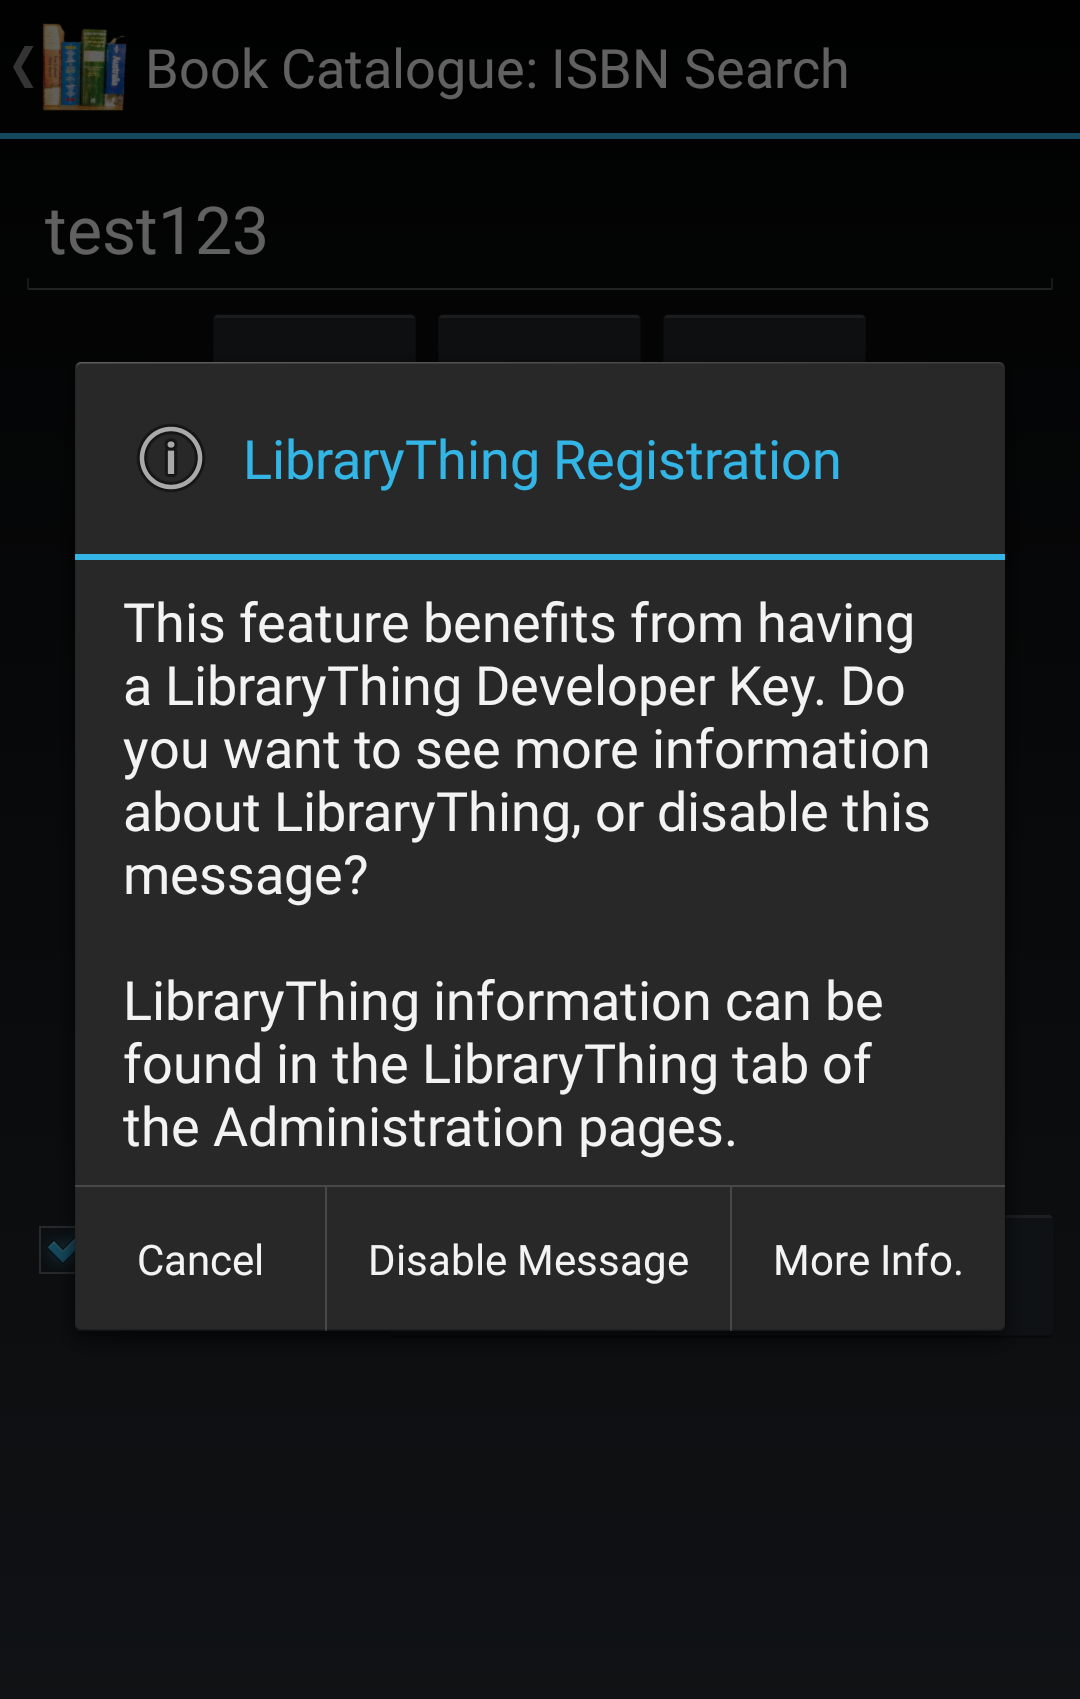 Book Catalogue: ISBN Search
test123
LibraryThing Registration
This feature benefits from having
a LibraryThing Developer Key. Do
you want to see more information
about LibraryThing, or disable this
message?
LibraryThing information can be
found in the LibraryThing tab of
the Administration pages.
Cancel
Disable Message
More Info.